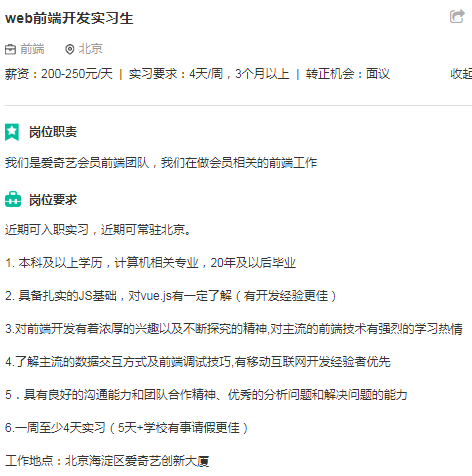 web前端开发实习生
前端 北京
薪资：200-250元/天 | 实习要求：4天/周，3个月以上 | 转正机会：面议 收起
岗位职责
我们是爱奇艺会员前端团队，我们在做会员相关的前端工作
岗位要求
近期可入职实习，近期可常驻北京。
1. 本科及以上学历，计算机相关专业，20年及以后毕业
2. 具备扎实的JS基础，对vue.js有一定了解（有开发经验更佳）
3.对前端开发有着浓厚的兴趣以及不断探究的精神,对主流的前端技术有强烈的学习热情
4.了解主流的数据交互方式及前端调试技巧,有移动互联网开发经验者优先
5．具有良好的沟通能力和团队合作精神、优秀的分析问题和解决问题的能力
6.一周至少4天实习（5天+学校有事请假更佳）
工作地点：北京海淀区爱奇艺创新大厦